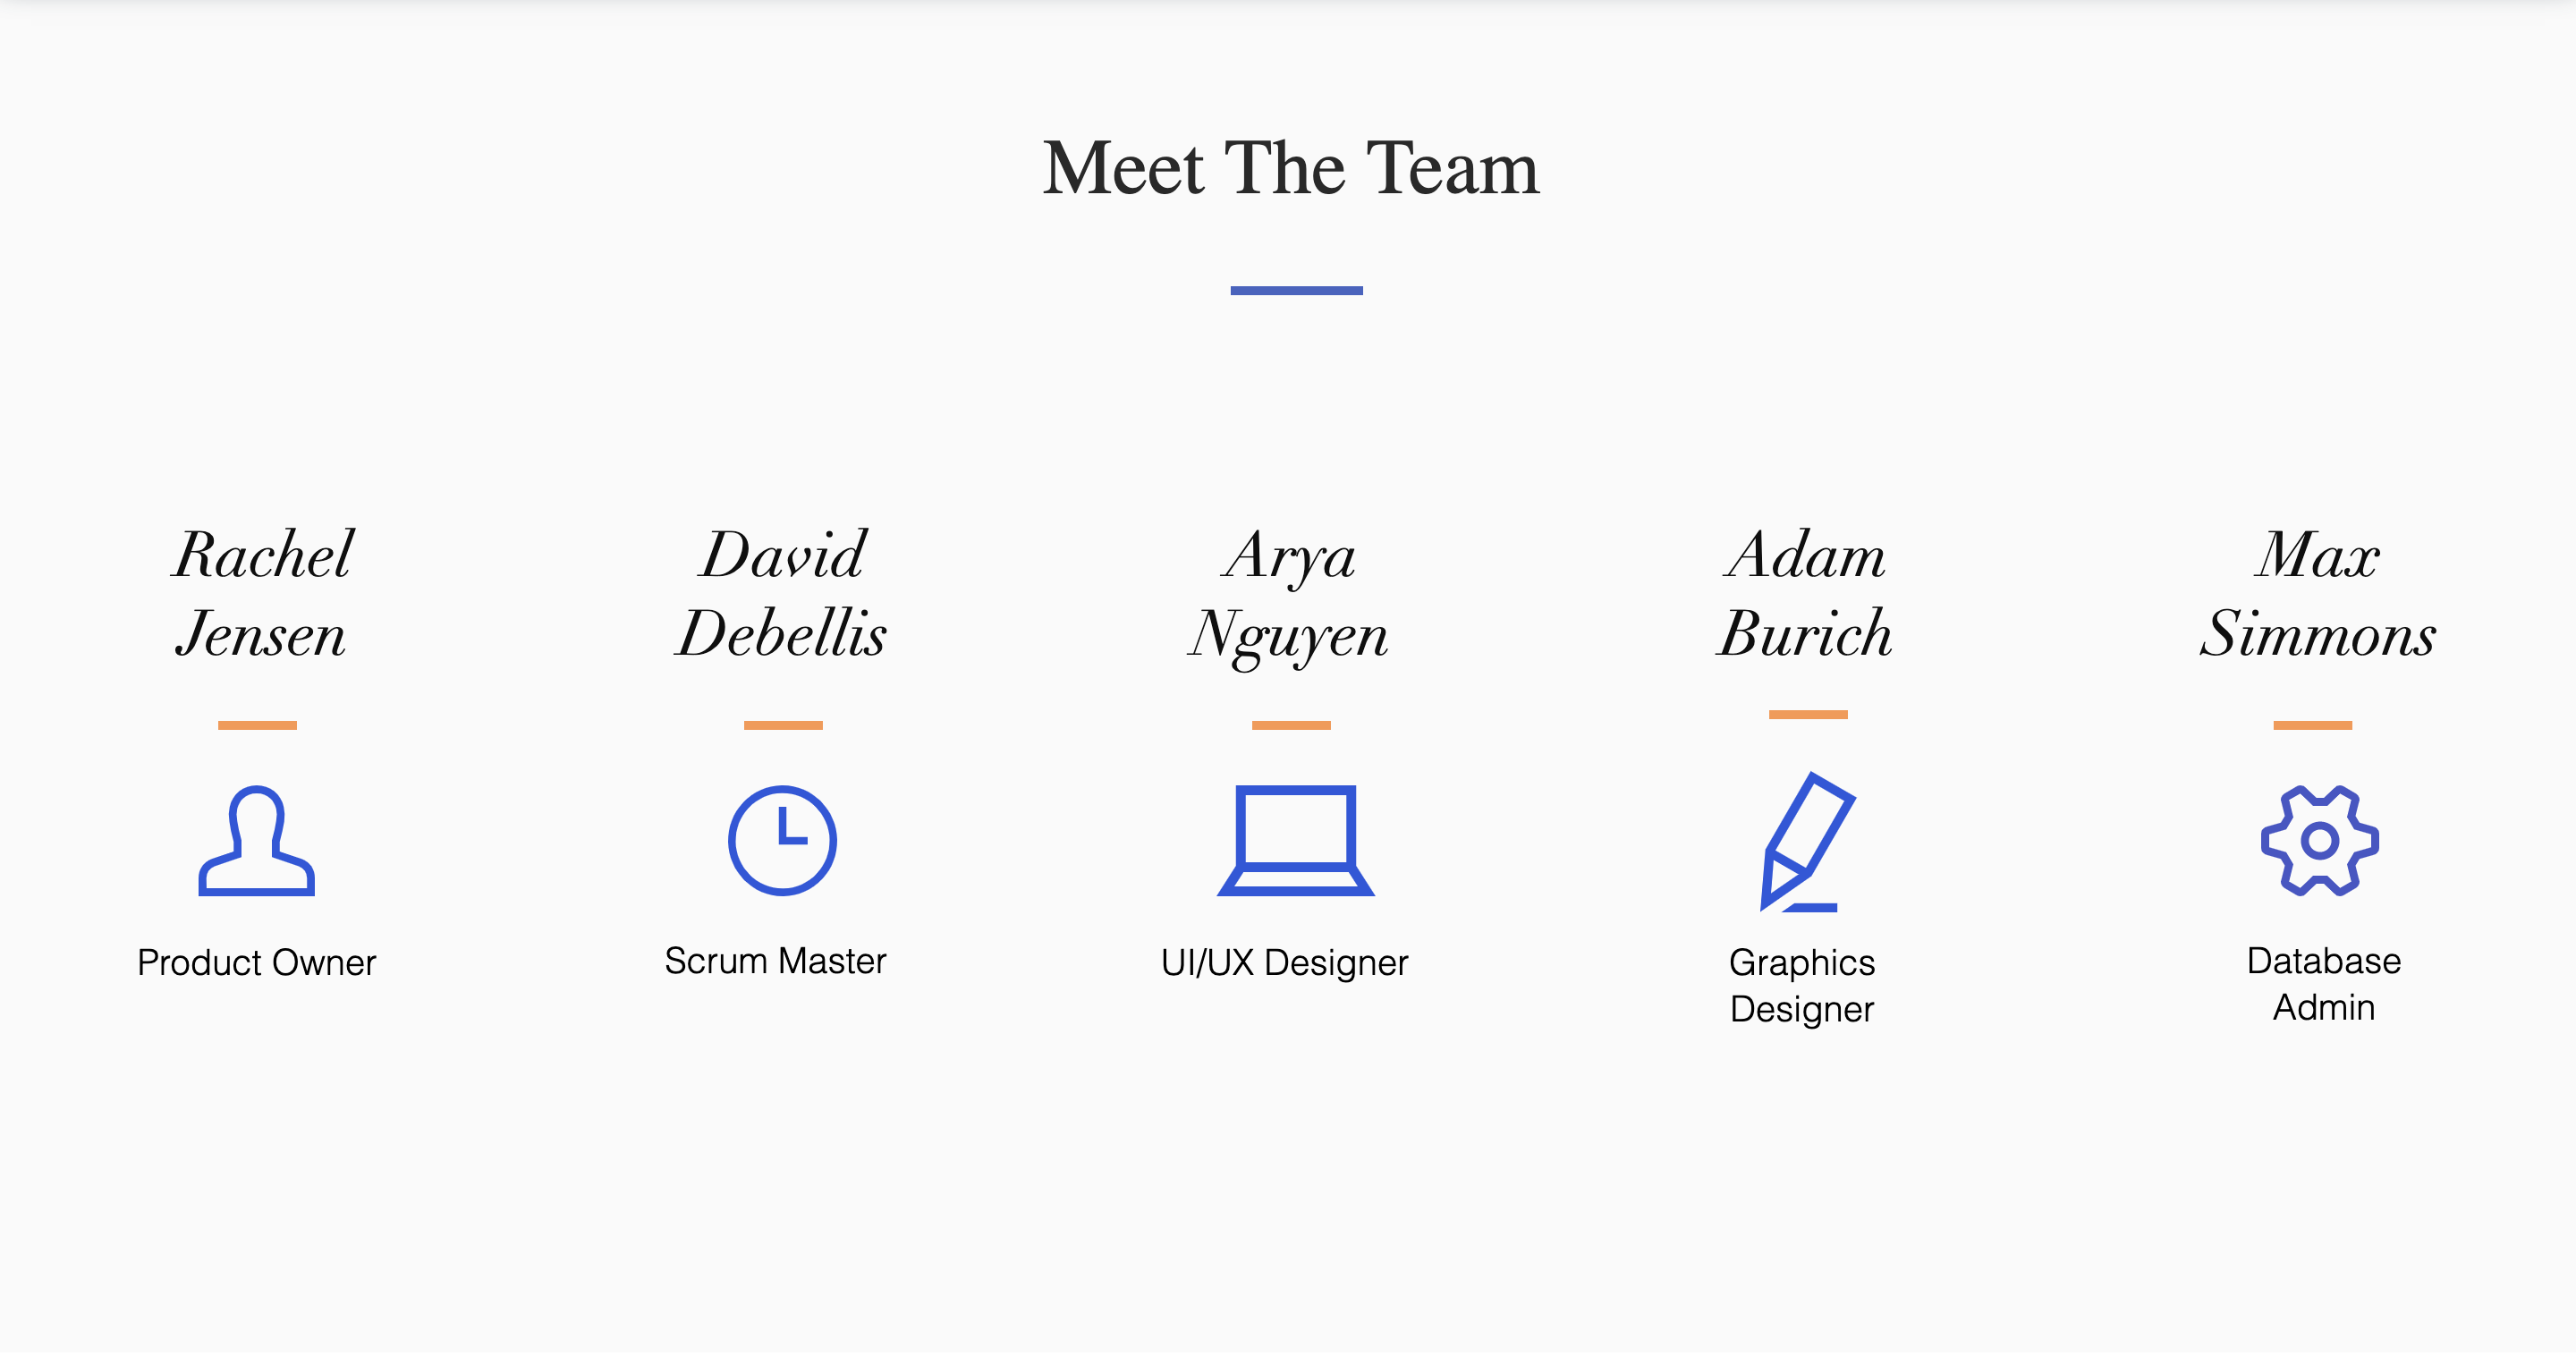 Meet The Team
Rachel
Jensen
Product Owner
David
Debellis
Scrum Master
Arya
Nguyen
UI/UX Designer
Adam
Burich
Graphics
Designer
Max
Simmons
Database
Admin